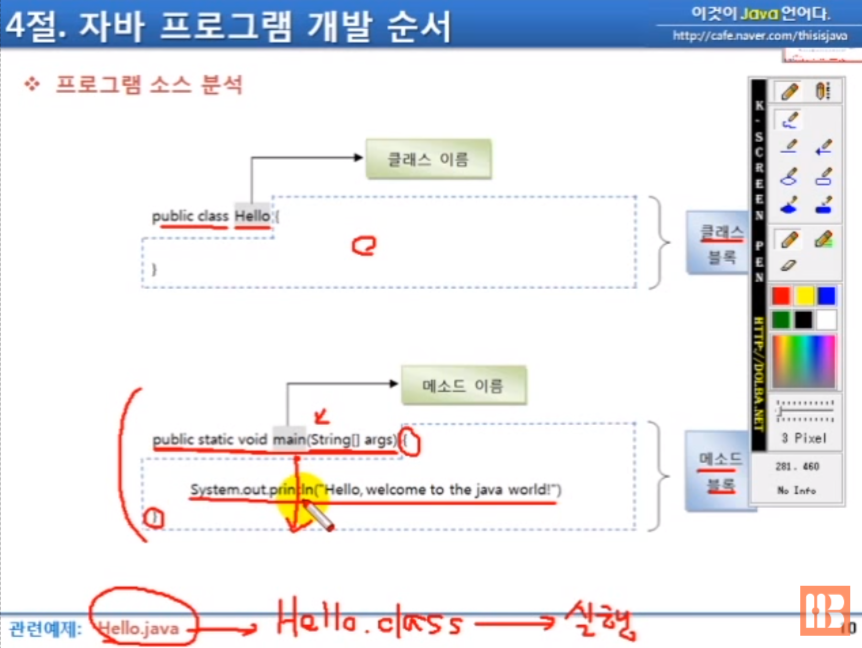 4절. 자바 프로그램 개발 순서
이것이 Java 언어다.
http://cafe.naver.com/thisisjava
❖ 프로그램 소스 분석
클래스 이름
public class Hello {
}
클래스
블록
메소드 이름
public static void main(String[] args) {
System.out.println("Hello, welcome to the java world!")
}
메소드
블록
K-SCREEN PEN HTTP://DOLBA.NET
3 Pixel
281. 460
No Info
관련예제: Hello.java
Hello.class
실행
10